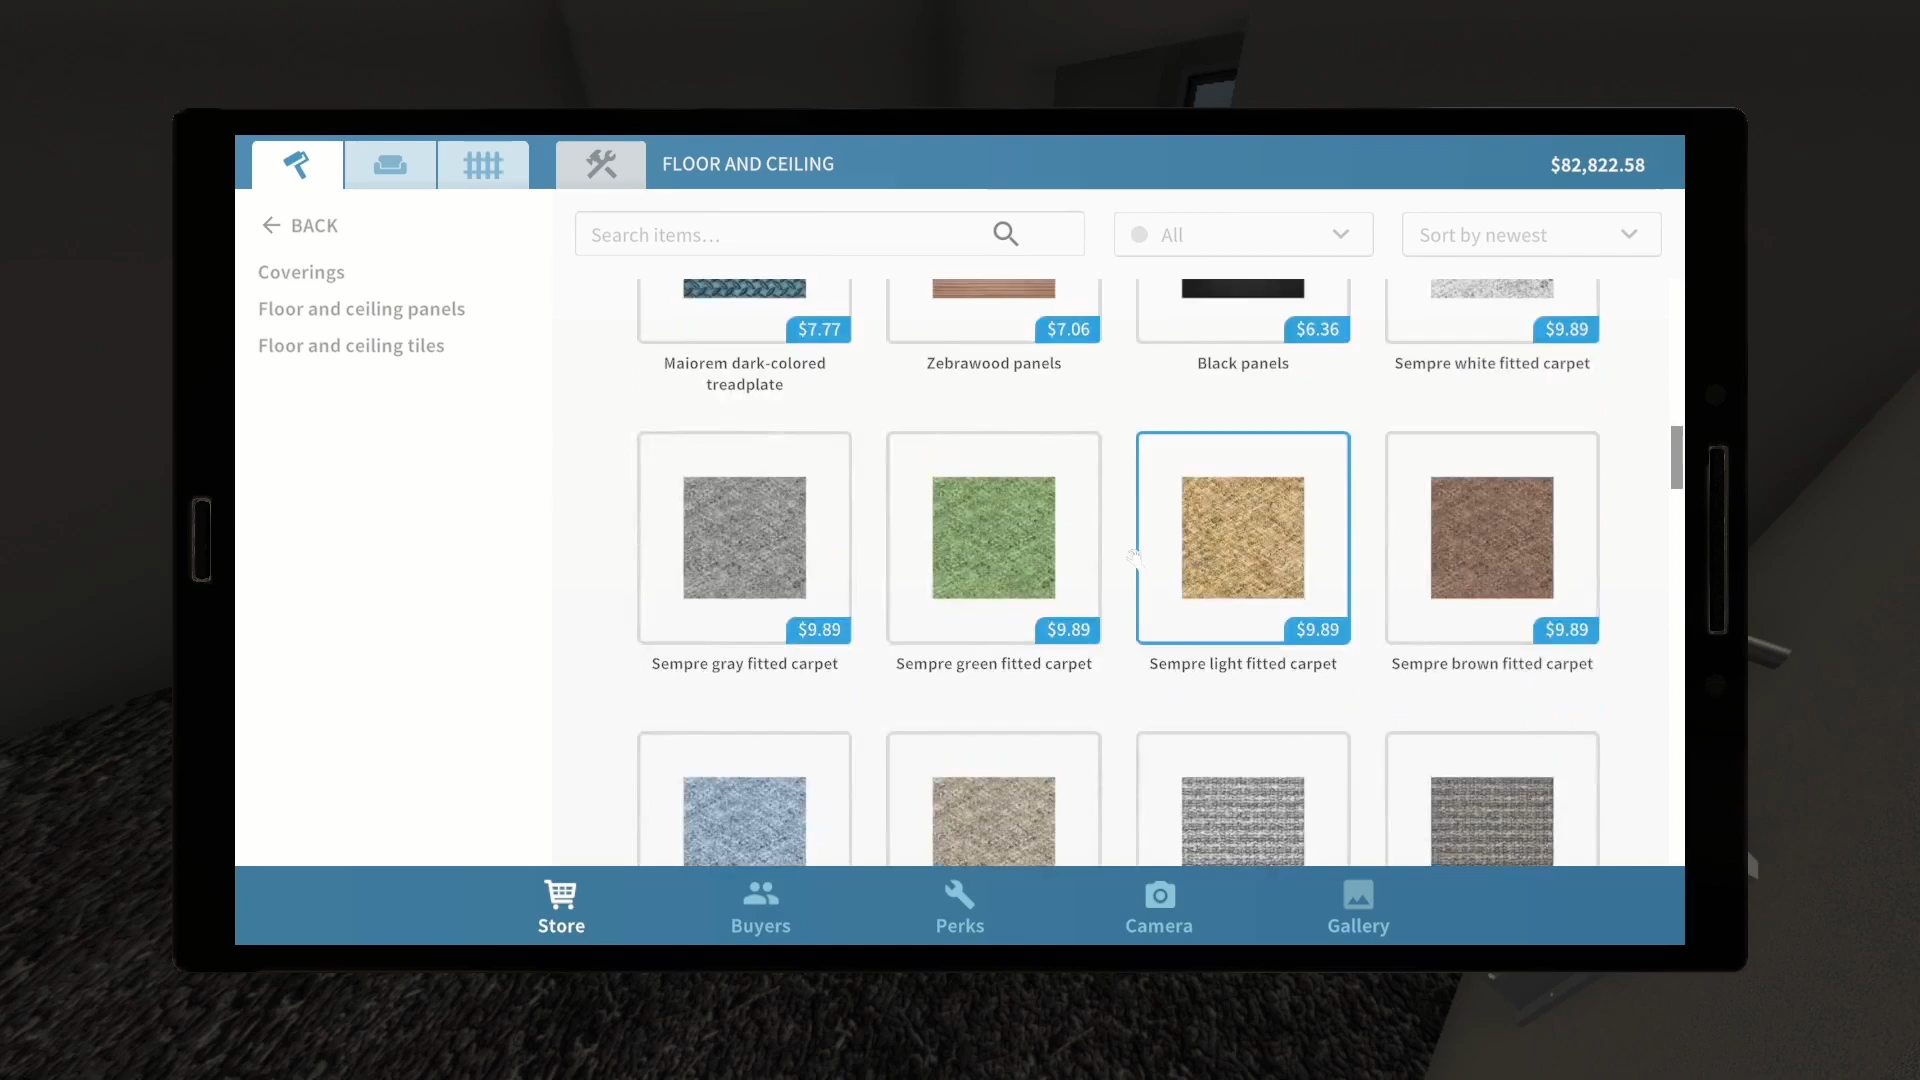 FLOOR AND CEILING
$82,822.58
BACK
Search items...
All
Sort by newest
Coverings
Floor and ceiling panels
Floor and ceiling tiles
$7.77
$7.06
$6.36
$9.89
Maiorem dark-colored
treadplate
Zebrawood panels
Black panels
Sempre white fitted carpet
$9.89
$9.89
$9.89
$9.89
Sempre gray fitted carpet
Sempre green fitted carpet
Sempre light fitted carpet
Sempre brown fitted carpet
Store
Buyers
Perks
Camera
Gallery